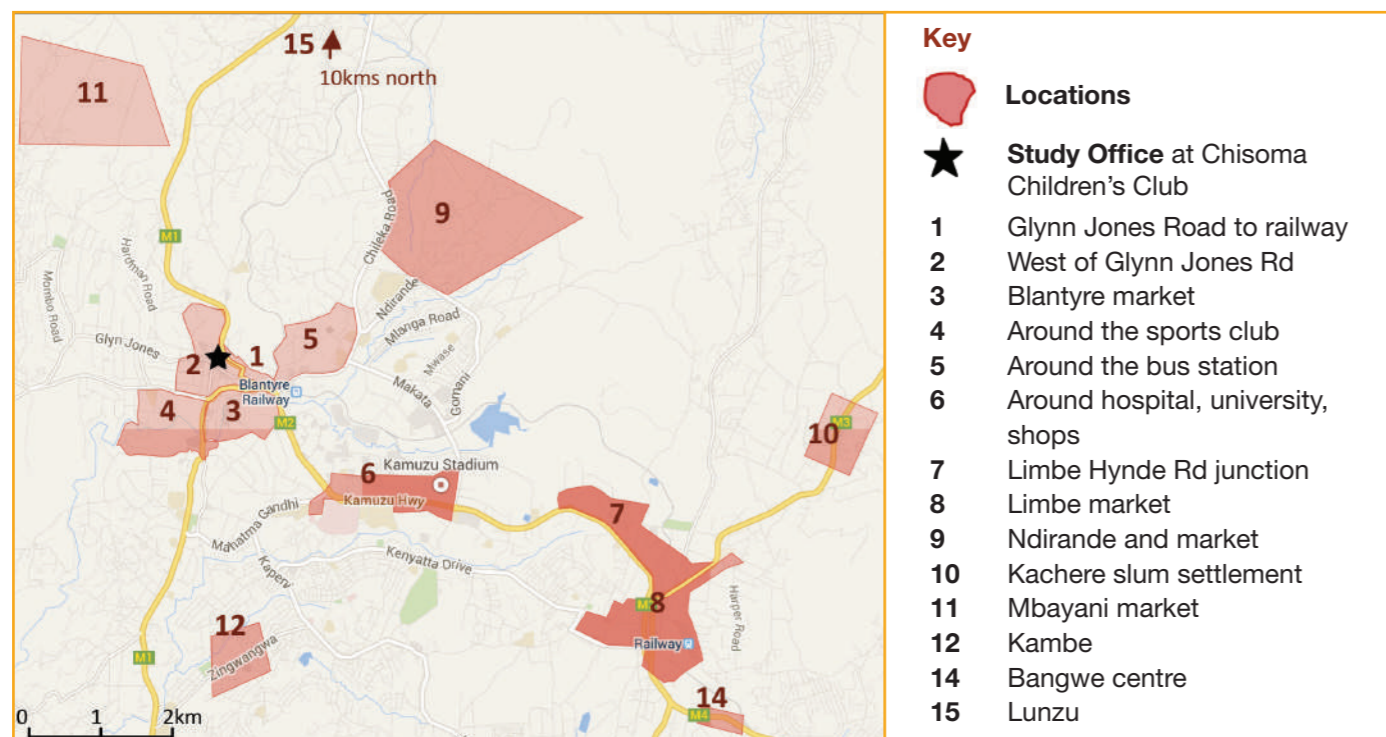 15
10kms north
11
9
Chileka Road
M1
Hardman Road
Mombo Road
Ndirande
Mlanga Road
Glyn Jones
5
1
2
Mwase
Blantyre
Railway
Makata
Gomani
4
3
M2
M3
10
6
Kamuzu Stadium
Kamuzu Hwy
7
Mahatma Gandhi
Kenyatta Drive
Kaperv
8
Harper Road
12
Railway
Zingwangwa
M1
14
M4
0 1 2km
Key
Locations
Study Office at Chisoma
Children's Club
1 Glynn Jones Road to railway
2 West of Glynn Jones Rd
3 Blantyre market
4 Around the sports club
5 Around the bus station
6 Around hospital, university,
shops
7 Limbe Hynde Rd junction
8 Limbe market
9 Ndirande and market
10 Kachere slum settlement
11 Mbayani market
12 Kambe
14 Bangwe centre
15 Lunzu